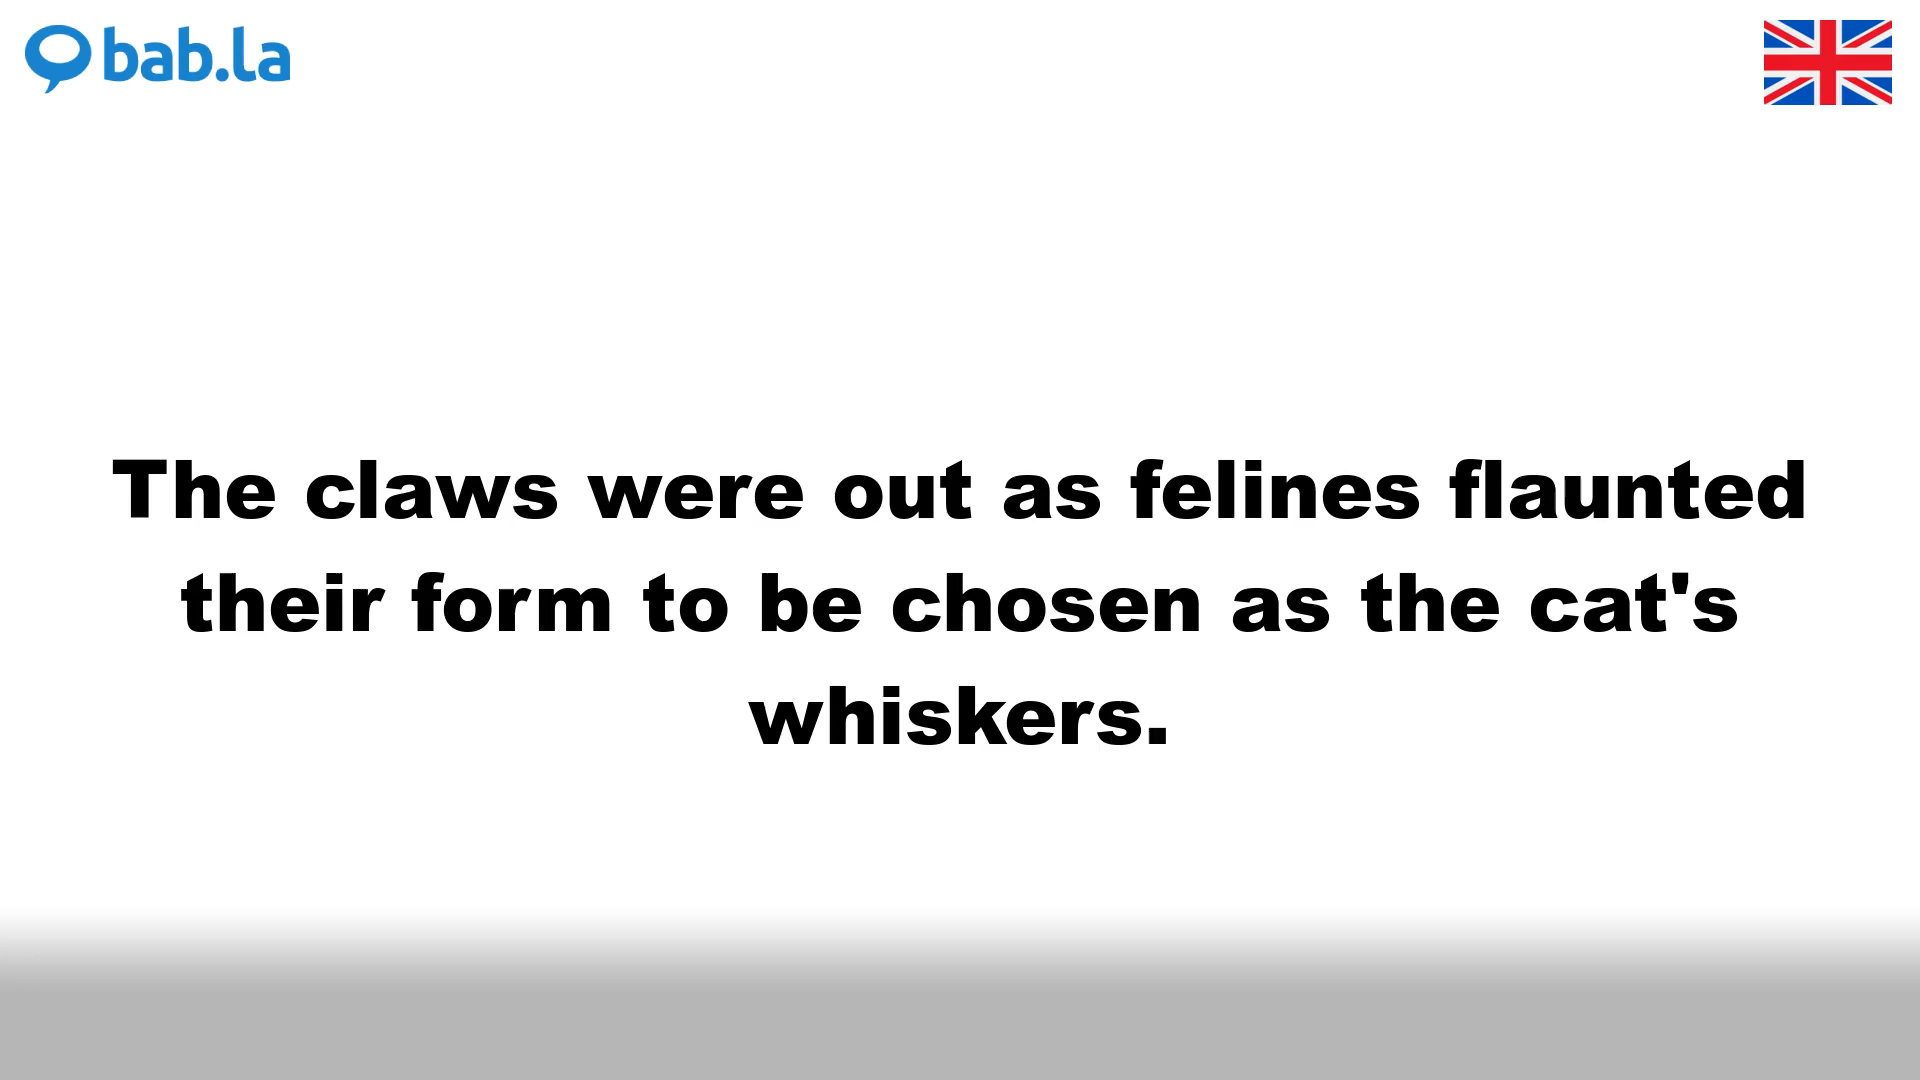 bab.la
The claws were out as felines flaunted
their form to be chosen as the cat's
whiskers.